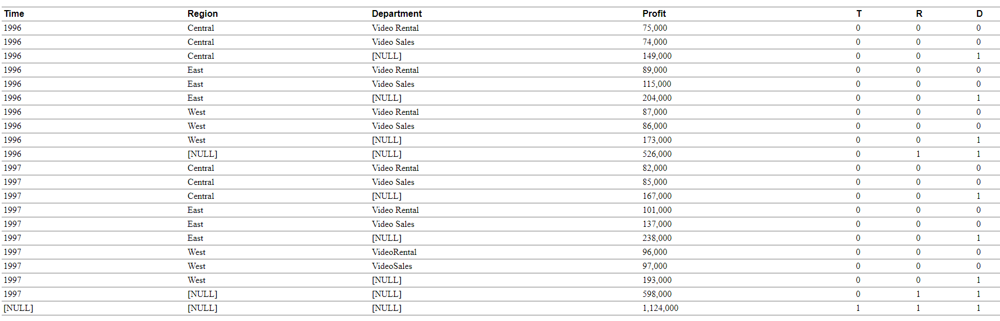 Time Region Department Profit T R D
1996 Central Video Rental 75,000 0 0 0
1996 Central Video Sales 74,000 0 0 0
1996 Central [NULL] 149,000 0 0 1
1996 East Video Rental 89,000 0 0 0
1996 East Video Sales 115,000 0 0 0
1996 East [NULL] 204,000 0 0 1
1996 West Video Rental 87,000 0 0 0
1996 West Video Sales 86,000 0 0 0
1996 West [NULL] 173,000 0 0 1
1996 [NULL] [NULL] 526,000 0 1 1
1997 Central Video Rental 82,000 0 0 0
1997 Central Video Sales 85,000 0 0 0
1997 Central [NULL] 167,000 0 0 1
1997 East Video Rental 101,000 0 0 0
1997 East Video Sales 137,000 0 0 0
1997 East [NULL] 238,000 0 0 1
1997 West VideoRental 96,000 0 0 0
1997 West VideoSales 97,000 0 0 0
1997 West [NULL] 193,000 0 0 1
1997 [NULL] [NULL] 598,000 0 1 1
[NULL] [NULL] [NULL] 1,124,000 1 1 1